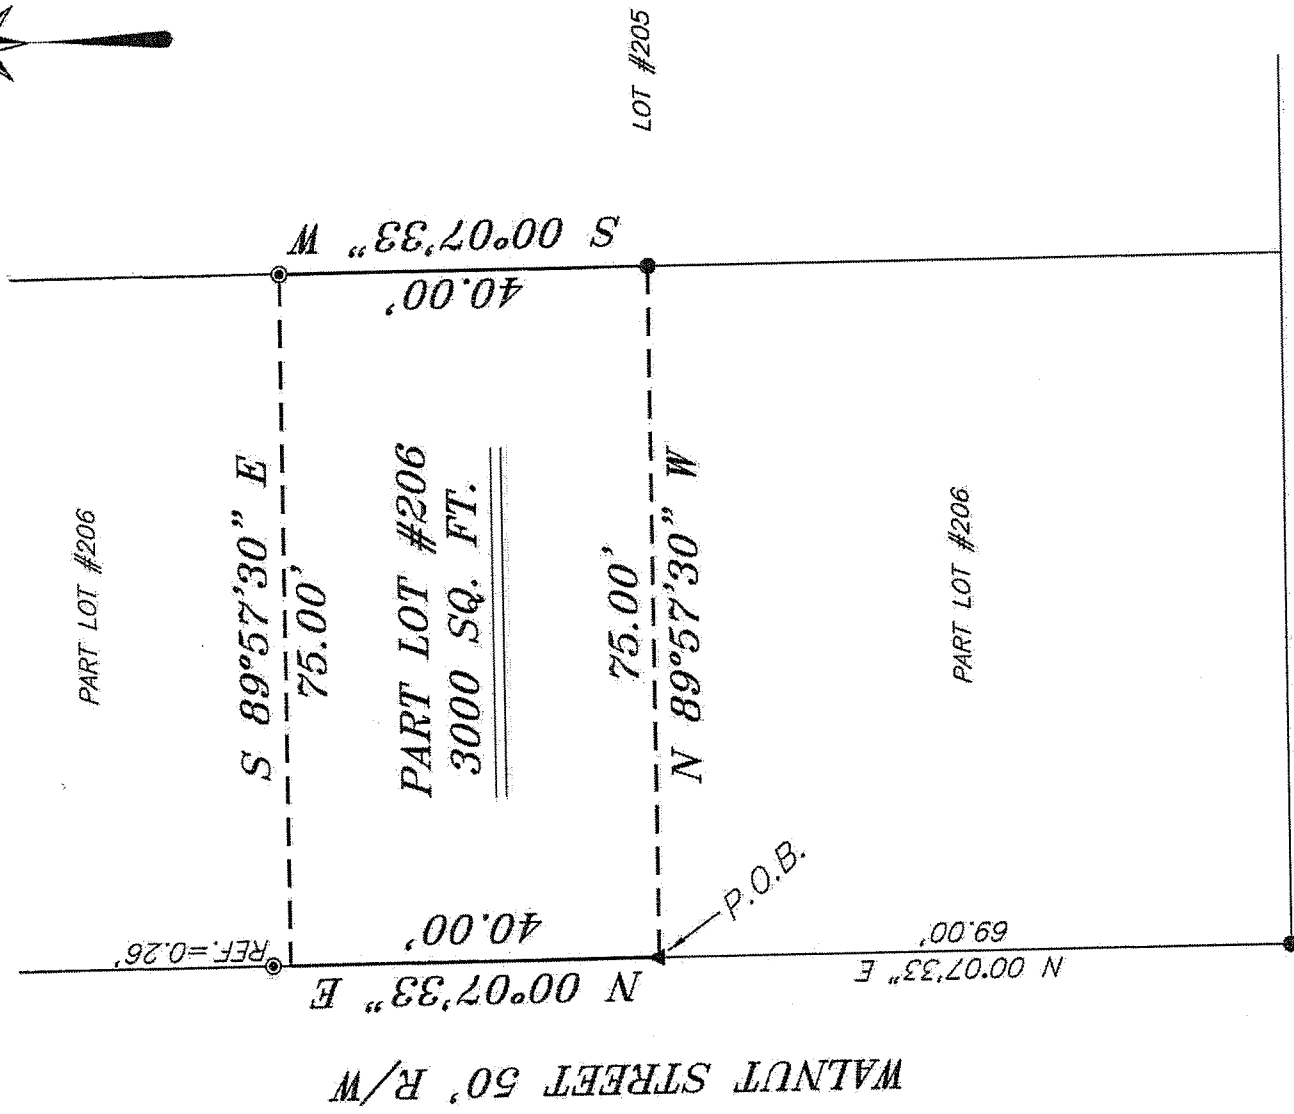 LOT #205
S 00°07'33" W
40.00'
PART LOT #206
S 89°57'30" E
75.00'
PART LOT #206
3000 SQ. FT.
75.00'
N 89°57'30" W
PART LOT #206
REF.=0.26'
40.00'
N 00°07'33" E
P.O.B.
69.00'
N 00°07'33" E
WALNUT STREET 50' R/W